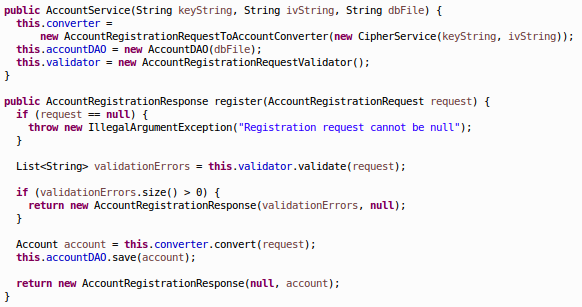 public AccountService(String keyString, String ivString, String dbFile) {
this.converter =
new AccountRegistrationRequestToAccountConverter(new CipherService(keyString, ivString));
this.accountDAO = new AccountDAO(dbFile);
this.validator = new AccountRegistrationRequestValidator();
}
public AccountRegistrationResponse register(AccountRegistrationRequest request) {
if (request == null) {
throw new IllegalArgumentException("Registration request cannot be null");
}
List<String> validationErrors = this.validator.validate(request);
if (validationErrors.size() > 0) {
return new AccountRegistrationResponse(validationErrors, null);
}
Account account = this.converter.convert(request);
this.accountDAO.save(account);
return new AccountRegistrationResponse(null, account);
}